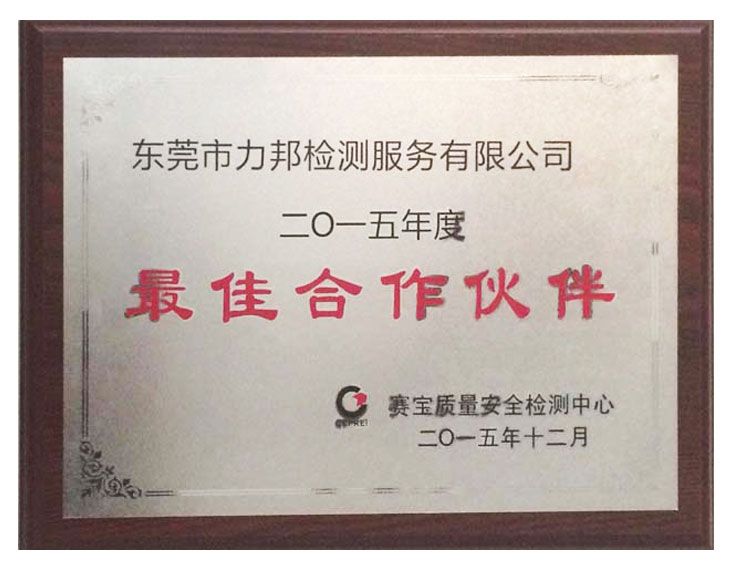 东莞市力邦检测服务有限公司
二〇一五年度
最佳合作伙伴
CEPREI
赛宝质量安全检测中心
二〇一五年十二月